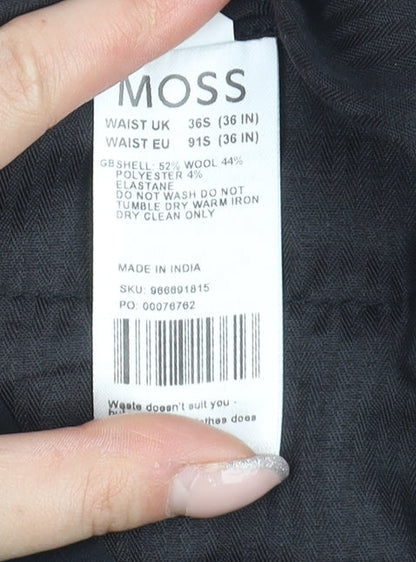 MOSS
WAIST UK 36S (36 IN)
WAIST EU 91S (36 IN)
GB SHELL: 52% WOOL 44%
POLYESTER 4%
ELASTANE
DO NOT WASH DO NOT
TUMBLE DRY WARM IRON
DRY CLEAN ONLY
MADE IN INDIA
SKU: 966691815
PO: 00076762
Waste doesn't suit you -
does